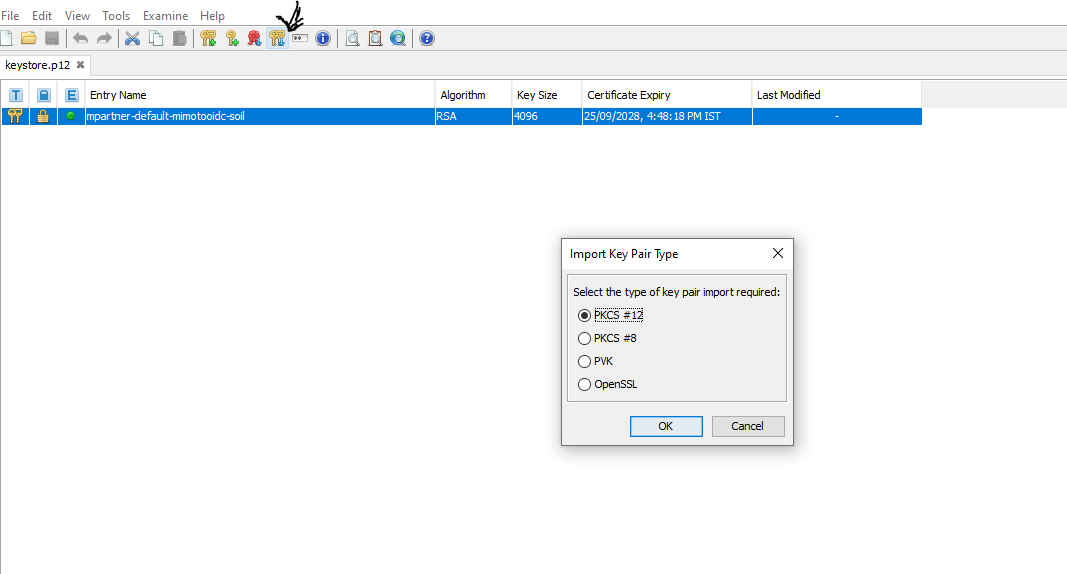 File Edit View Tools Examine Help
keystore.p12
T E Entry Name Algorithm Key Size Certificate Expiry Last Modified
mpartner-default-mimotooidc-soil RSA 4096 25/09/2028, 4:48:18 PM IST -
Import Key Pair Type
Select the type of key pair import required:
PKCS #12
PKCS #8
PVK
OpenSSL
OK Cancel